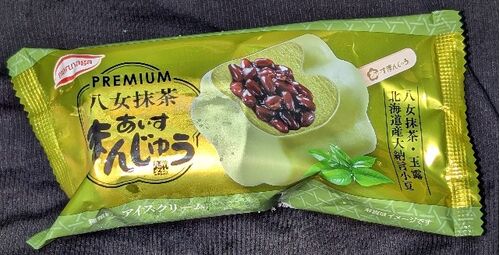 marunaga
PREMIUM
八女抹茶
あいす
まんじゅう
八女抹茶・玉露
北海道産大納言小豆
アイスクリーム